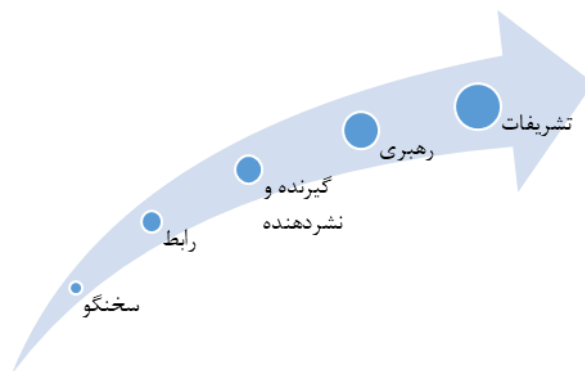 تشریفات
رهبری
گیرنده و
نشردهنده
رابط
سخنگو